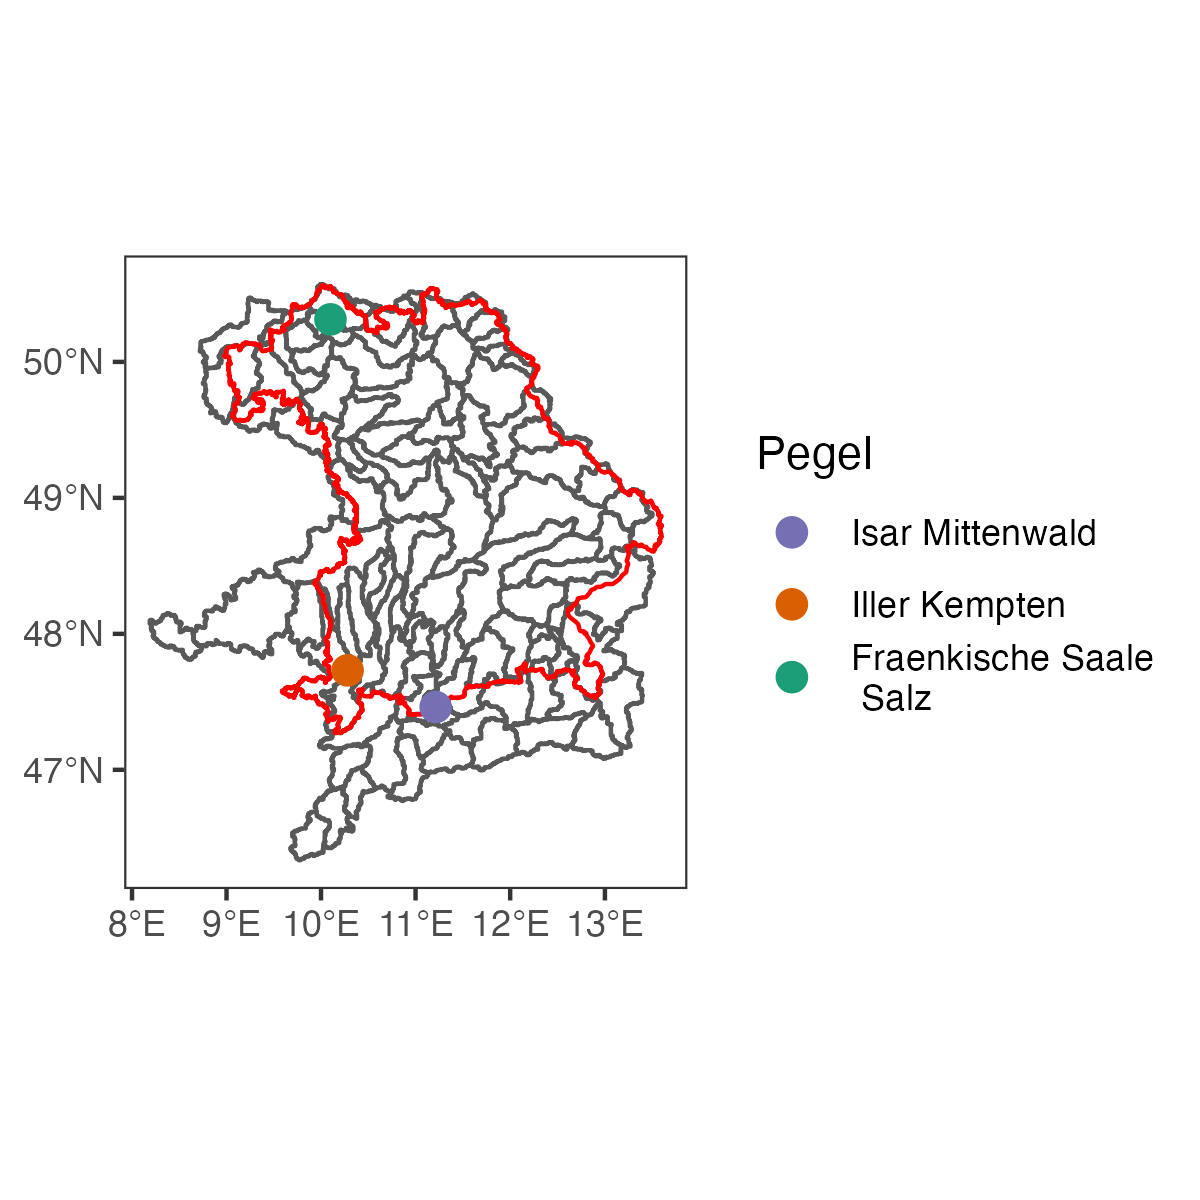 50°N
49°N
48°N
47°N
8°E 9°E 10°E 11°E 12°E 13°E
Pegel
Isar Mittenwald
Iller Kempten
Fraenkische Saale
Salz